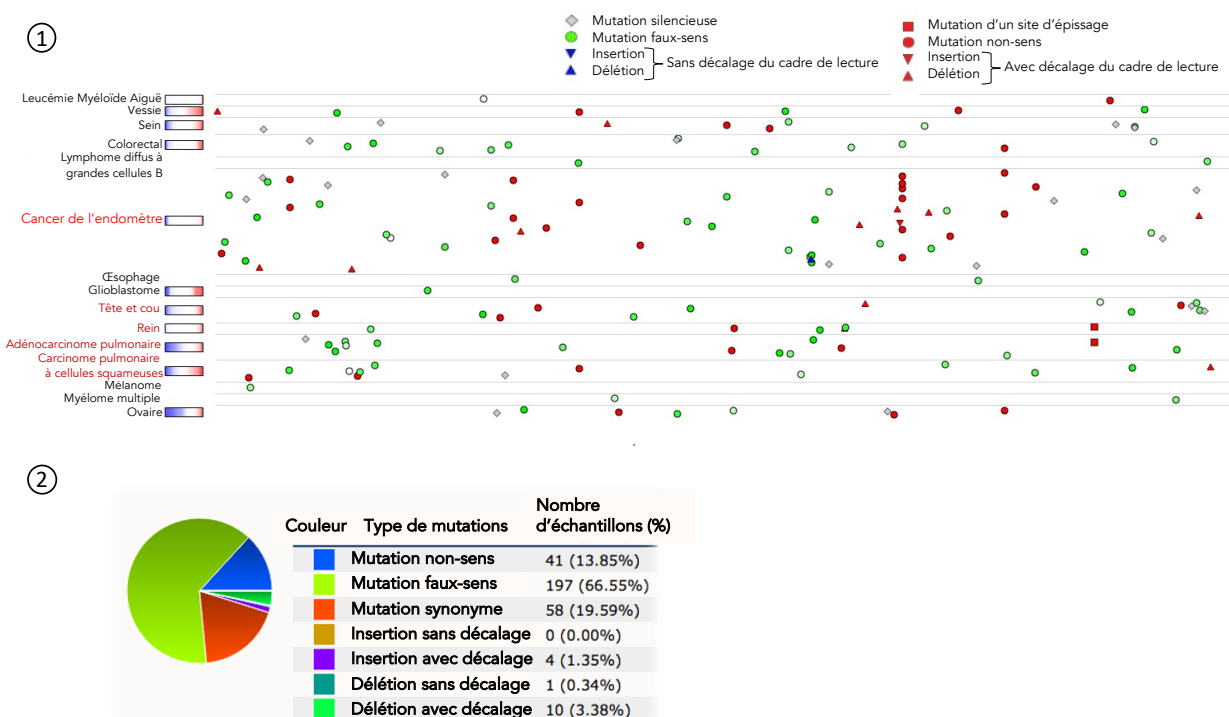 ①
Mutation silencieuse
Mutation faux-sens
Insertion
Délétion
Sans décalage du cadre de lecture
Mutation d'un site d'épissage
Mutation non-sens
Insertion
Délétion
Avec décalage du cadre de lecture
Leucémie Myéloïde Aiguë
Vessie
Sein
Colorectal
Lymphome diffus à
grandes cellules B
Cancer de l'endomètre
Œsophage
Glioblastome
Tête et cou
Rein
Adénocarcinome pulmonaire
Carcinome pulmonaire
à cellules squameuses
Mélanome
Myélome multiple
Ovaire
②
Couleur Type de mutations Nombre
d'échantillons (%)
Mutation non-sens 41 (13.85%)
Mutation faux-sens 197 (66.55%)
Mutation synonyme 58 (19.59%)
Insertion sans décalage 0 (0.00%)
Insertion avec décalage 4 (1.35%)
Délétion sans décalage 1 (0.34%)
Délétion avec décalage 10 (3.38%)